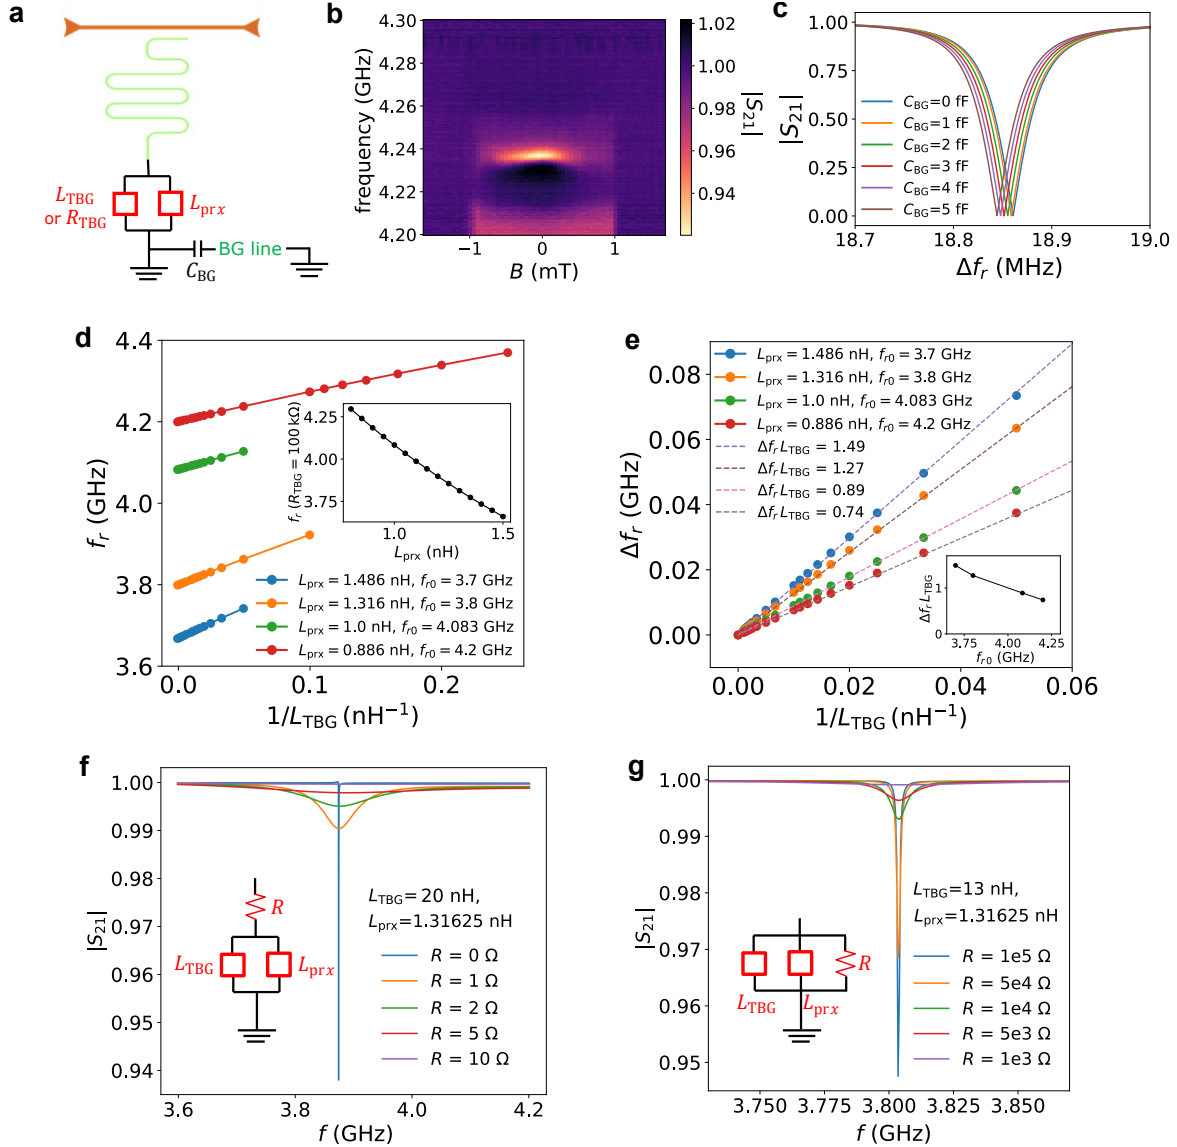 a
L_TBG
or R_TBG
L_prx
C_BG
BG line
b
frequency (GHz)
4.30
4.28
4.26
4.24
4.22
4.20
−1
0
1
B (mT)
1.02
1.00
0.98
0.96
0.94
|S21|
c
|S21|
1.00
0.75
0.50
0.25
0.00
C_BG=0 fF
C_BG=1 fF
C_BG=2 fF
C_BG=3 fF
C_BG=4 fF
C_BG=5 fF
18.7
18.8
18.9
19.0
Δf_r (MHz)
d
f_r (GHz)
4.4
4.2
4.0
3.8
3.6
f_r (R_TBG = 100 kΩ)
4.25
4.00
3.75
1.0
1.5
L_prx (nH)
L_prx = 1.486 nH, f_r0 = 3.7 GHz
L_prx = 1.316 nH, f_r0 = 3.8 GHz
L_prx = 1.0 nH, f_r0 = 4.083 GHz
L_prx = 0.886 nH, f_r0 = 4.2 GHz
0.0
0.1
0.2
1/L_TBG (nH⁻¹)
e
Δf_r (GHz)
0.08
0.06
0.04
0.02
0.00
L_prx = 1.486 nH, f_r0 = 3.7 GHz
L_prx = 1.316 nH, f_r0 = 3.8 GHz
L_prx = 1.0 nH, f_r0 = 4.083 GHz
L_prx = 0.886 nH, f_r0 = 4.2 GHz
Δf_r L_TBG = 1.49
Δf_r L_TBG = 1.27
Δf_r L_TBG = 0.89
Δf_r L_TBG = 0.74
Δf_r L_TBG
1
0
3.75
4.00
4.25
f_r0 (GHz)
0.00
0.01
0.02
0.03
0.04
0.05
0.06
1/L_TBG (nH⁻¹)
f
|S21|
1.00
0.99
0.98
0.97
0.96
0.95
0.94
R
L_TBG
L_prx
L_TBG=20 nH,
L_prx=1.31625 nH
R = 0 Ω
R = 1 Ω
R = 2 Ω
R = 5 Ω
R = 10 Ω
3.6
3.8
4.0
4.2
f (GHz)
g
|S21|
1.00
0.99
0.98
0.97
0.96
0.95
L_TBG
L_prx
R
L_TBG=13 nH,
L_prx=1.31625 nH
R = 1e5 Ω
R = 5e4 Ω
R = 1e4 Ω
R = 5e3 Ω
R = 1e3 Ω
3.750
3.775
3.800
3.825
3.850
f (GHz)